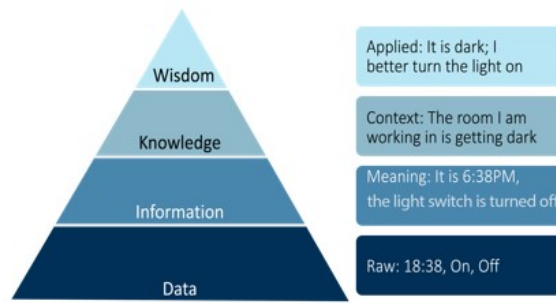 Wisdom
Applied: It is dark; I
better turn the light on
Knowledge
Context: The room I am
working in is getting dark
Information
Meaning: It is 6:38PM,
the light switch is turned off
Data
Raw: 18:38, On, Off